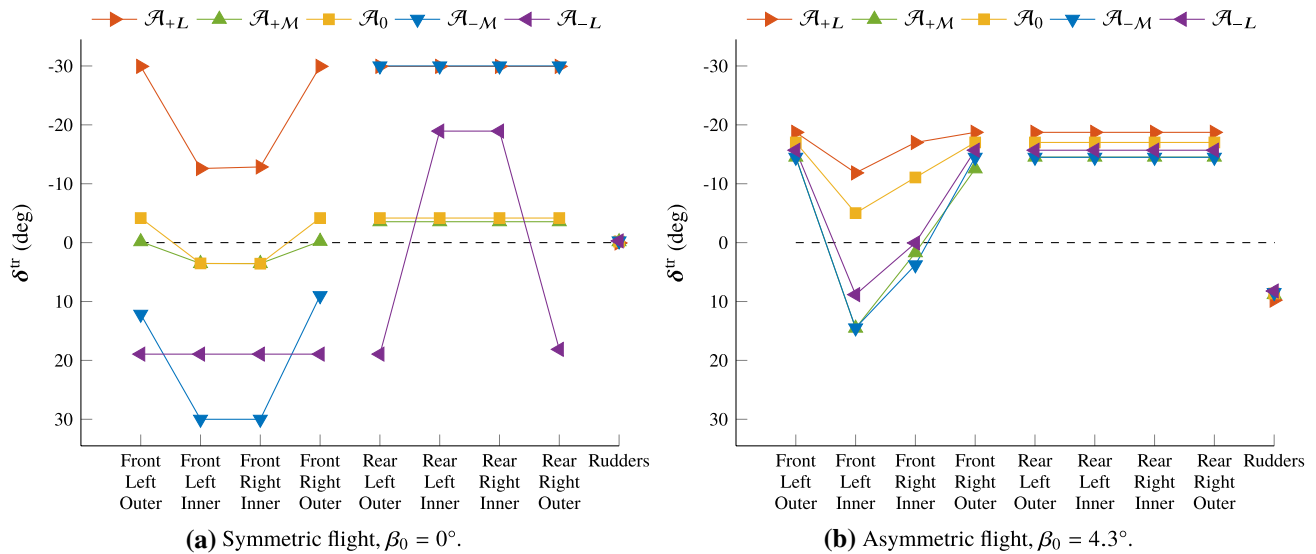 𝒜₊L 𝒜₊ℳ 𝒜₀ 𝒜₋ℳ 𝒜₋L
-30
-20
-10
0
10
20
30
δᵗʳ (deg)
Front Left Outer
Front Left Inner
Front Right Inner
Front Right Outer
Rear Left Outer
Rear Left Inner
Rear Right Inner
Rear Right Outer
Rudders
(a) Symmetric flight, β₀ = 0°.
𝒜₊L 𝒜₊ℳ 𝒜₀ 𝒜₋ℳ 𝒜₋L
-30
-20
-10
0
10
20
30
δᵗʳ (deg)
Front Left Outer
Front Left Inner
Front Right Inner
Front Right Outer
Rear Left Outer
Rear Left Inner
Rear Right Inner
Rear Right Outer
Rudders
(b) Asymmetric flight, β₀ = 4.3°.